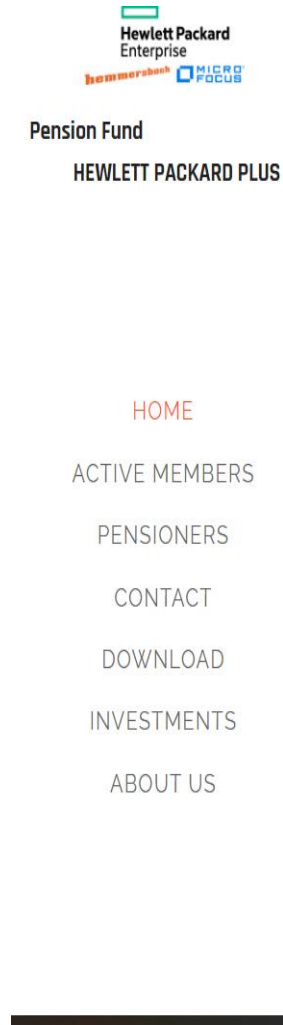 Hewlett Packard
Enterprise
hemmersbach MICRO
FOCUS
Pension Fund
HEWLETT PACKARD PLUS
HOME
ACTIVE MEMBERS
PENSIONERS
CONTACT
DOWNLOAD
INVESTMENTS
ABOUT US